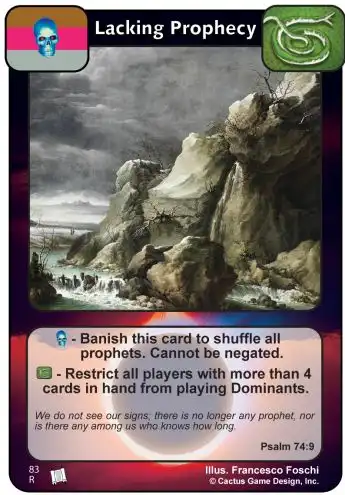 Lacking Prophecy
- Banish this card to shuffle all
prophets. Cannot be negated.
- Restrict all players with more than 4
cards in hand from playing Dominants.
We do not see our signs; there is no longer any prophet, nor
is there any among us who knows how long.
Psalm 74:9
83
R
Illus. Francesco Foschi
© Cactus Game Design, Inc.